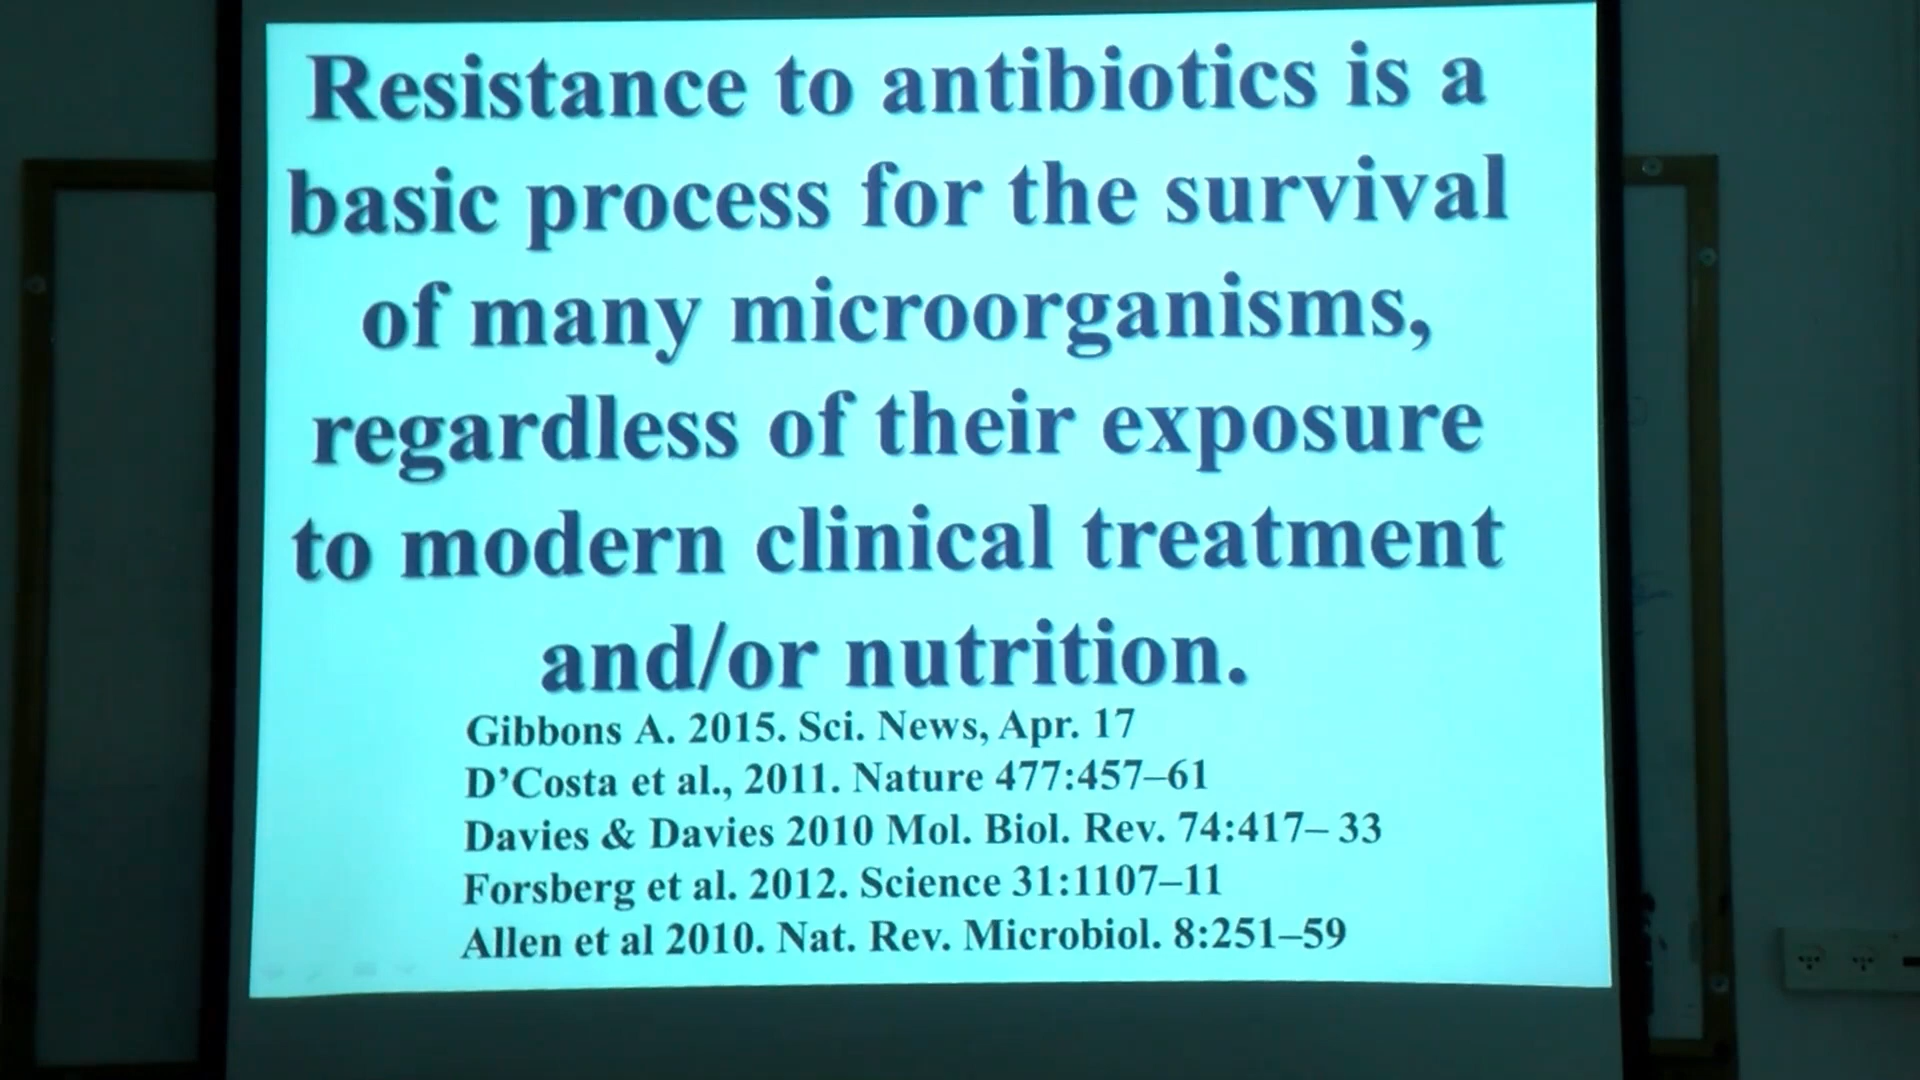 Resistance to antibiotics is a
basic process for the survival
of many microorganisms,
regardless of their exposure
to modern clinical treatment
and/or nutrition.
Gibbons A. 2015. Sci. News, Apr. 17
D’Costa et al., 2011. Nature 477:457–61
Davies & Davies 2010 Mol. Biol. Rev. 74:417– 33
Forsberg et al. 2012. Science 31:1107–11
Allen et al 2010. Nat. Rev. Microbiol. 8:251–59